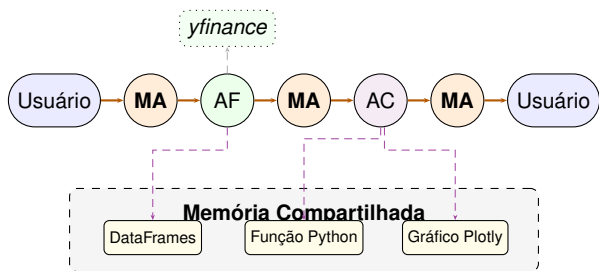 yfinance
Usuário
MA
AF
MA
AC
MA
Usuário
Memória Compartilhada
DataFrames
Função Python
Gráfico Plotly